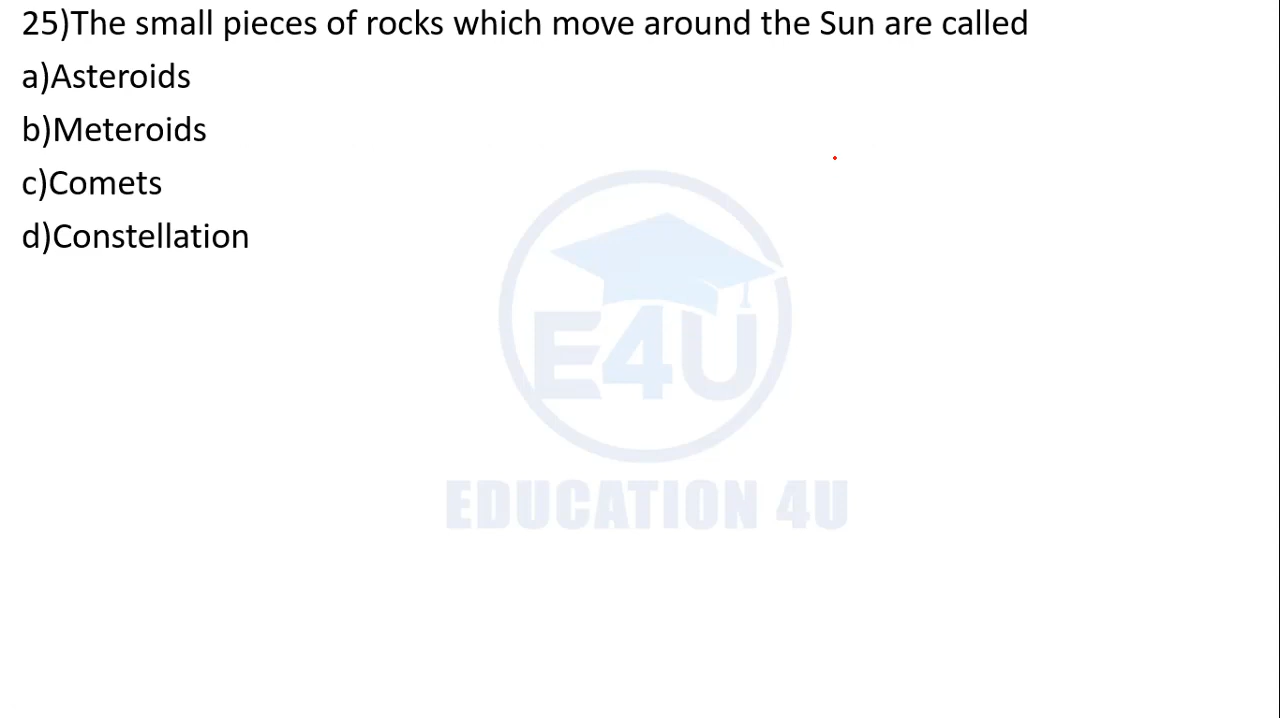 25)The small pieces of rocks which move around the Sun are called
a)Asteroids
b)Meteroids
c)Comets
d)Constellation
E4U
EDUCATION 4U